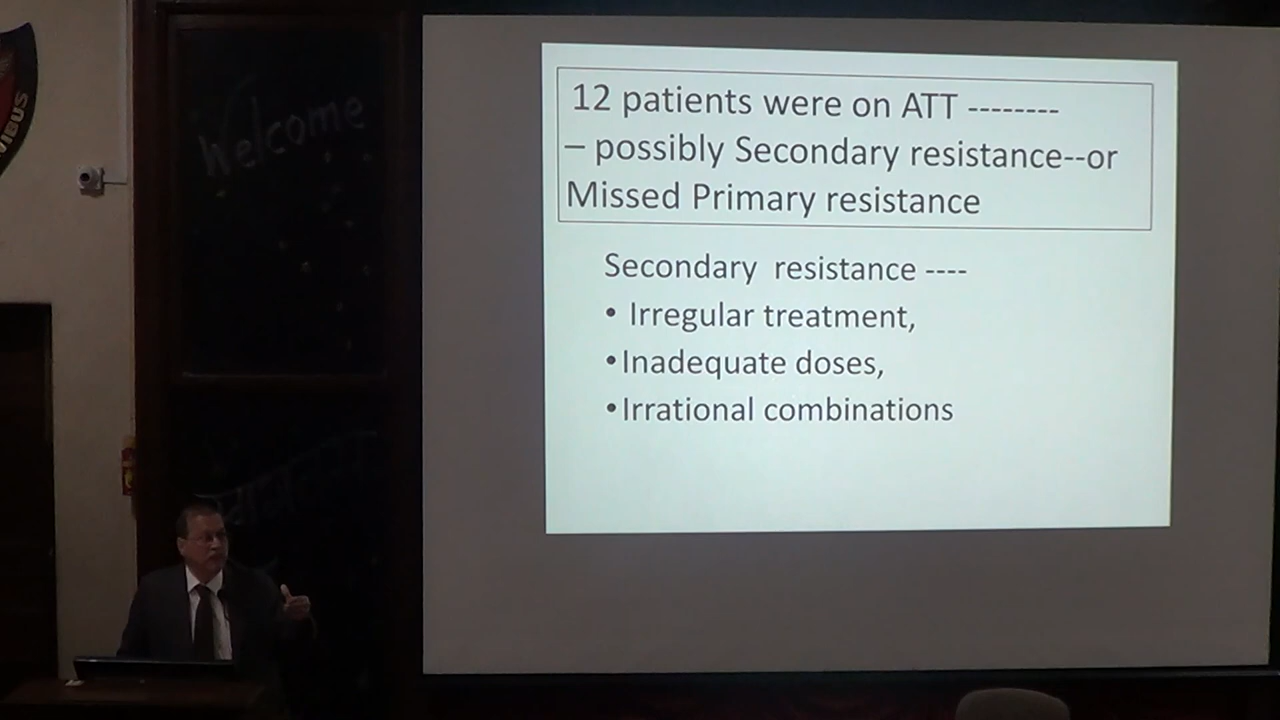 VIBUS
Welcome
12 patients were on ATT --------
– possibly Secondary resistance--or
Missed Primary resistance
Secondary resistance ----
• Irregular treatment,
• Inadequate doses,
• Irrational combinations